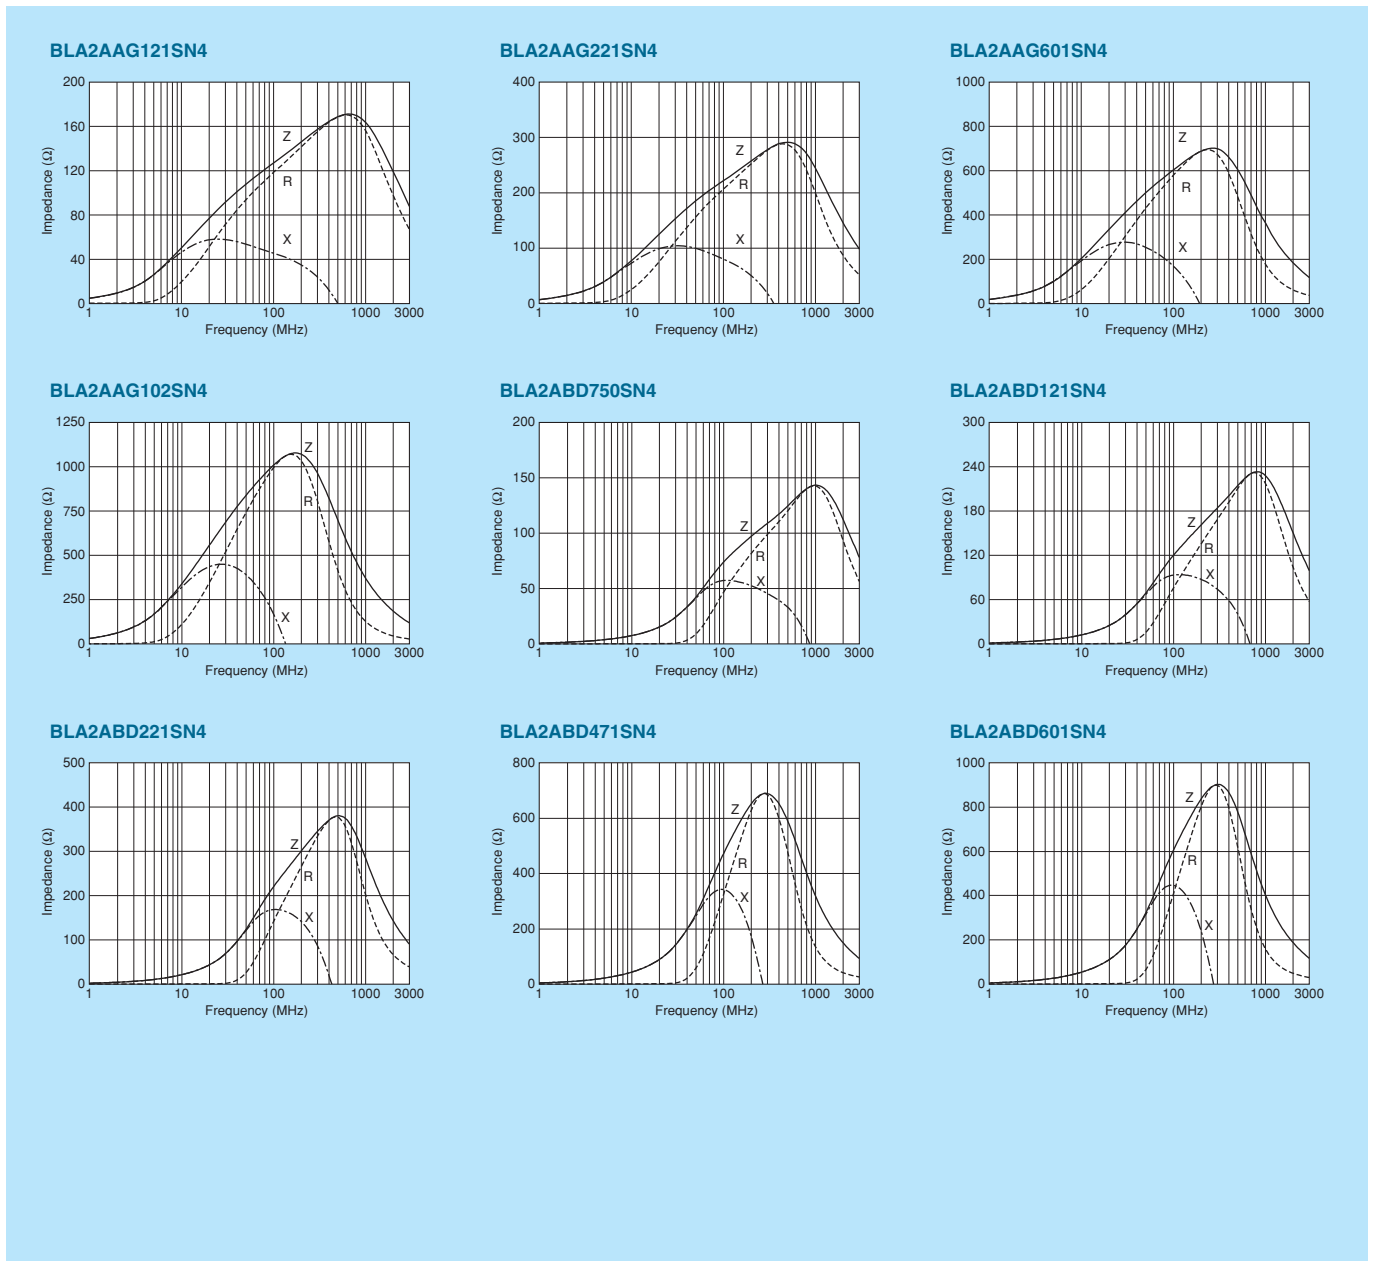 BLA2AAG121SN4
200
160
120
80
40
0
Impedance (Ω)
Z
R
X
1 10 100 1000 3000
Frequency (MHz)
BLA2AAG221SN4
400
300
200
100
0
Impedance (Ω)
Z
R
X
1 10 100 1000 3000
Frequency (MHz)
BLA2AAG601SN4
1000
800
600
400
200
0
Impedance (Ω)
Z
R
X
1 10 100 1000 3000
Frequency (MHz)
BLA2AAG102SN4
1250
1000
750
500
250
0
Impedance (Ω)
Z
R
X
1 10 100 1000 3000
Frequency (MHz)
BLA2ABD750SN4
200
150
100
50
0
Impedance (Ω)
Z
R
X
1 10 100 1000 3000
Frequency (MHz)
BLA2ABD121SN4
300
240
180
120
60
0
Impedance (Ω)
Z
R
X
1 10 100 1000 3000
Frequency (MHz)
BLA2ABD221SN4
500
400
300
200
100
0
Impedance (Ω)
Z
R
X
1 10 100 1000 3000
Frequency (MHz)
BLA2ABD471SN4
800
600
400
200
0
Impedance (Ω)
Z
R
X
1 10 100 1000 3000
Frequency (MHz)
BLA2ABD601SN4
1000
800
600
400
200
0
Impedance (Ω)
Z
R
X
1 10 100 1000 3000
Frequency (MHz)